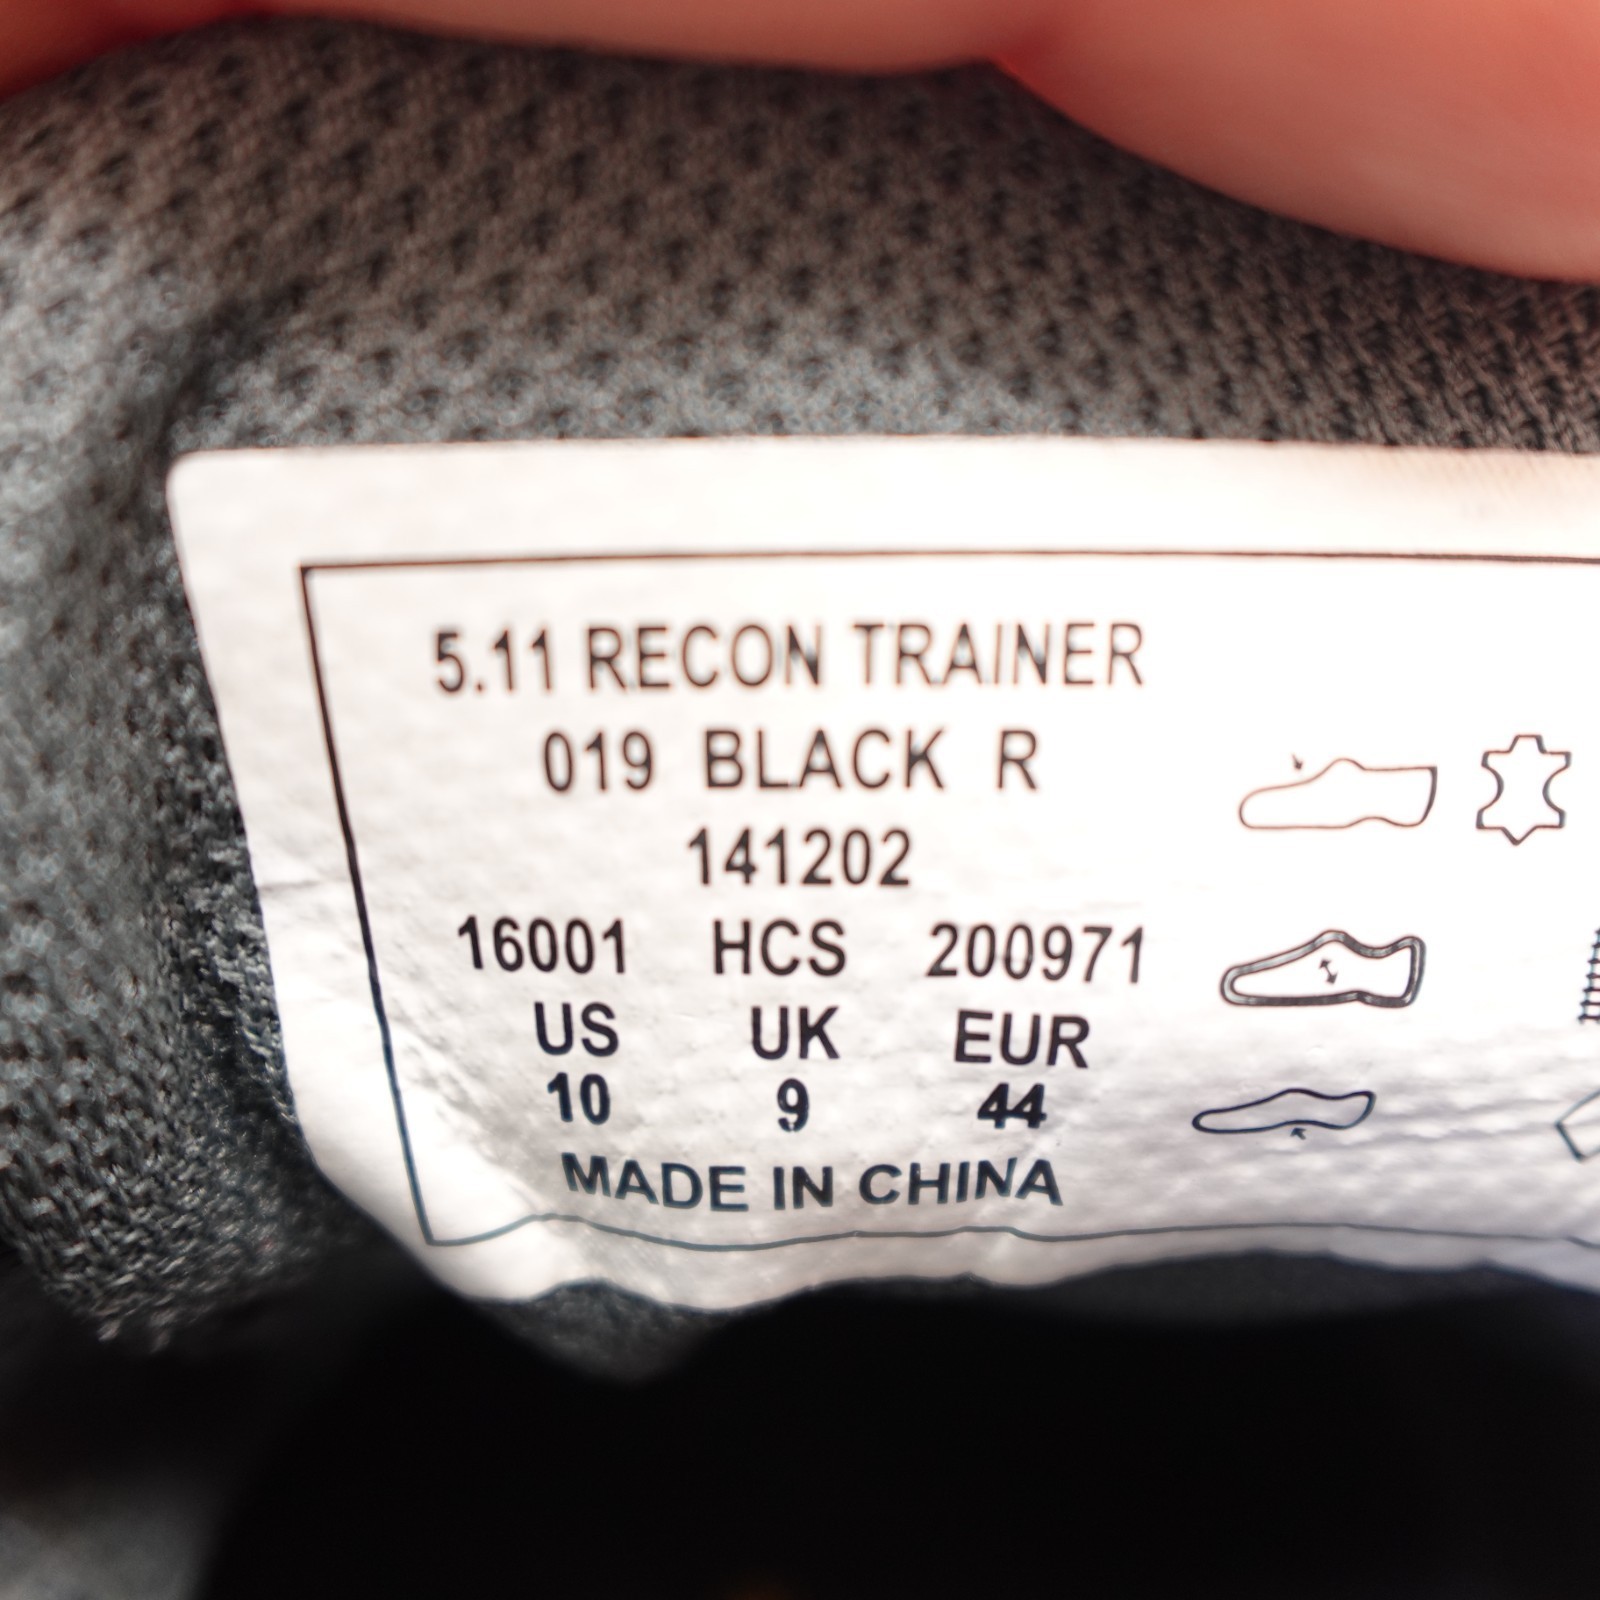 5.11 RECON TRAINER
019 BLACK R
141202
16001 HCS 200971
US UK EUR
10 9 44
MADE IN CHINA